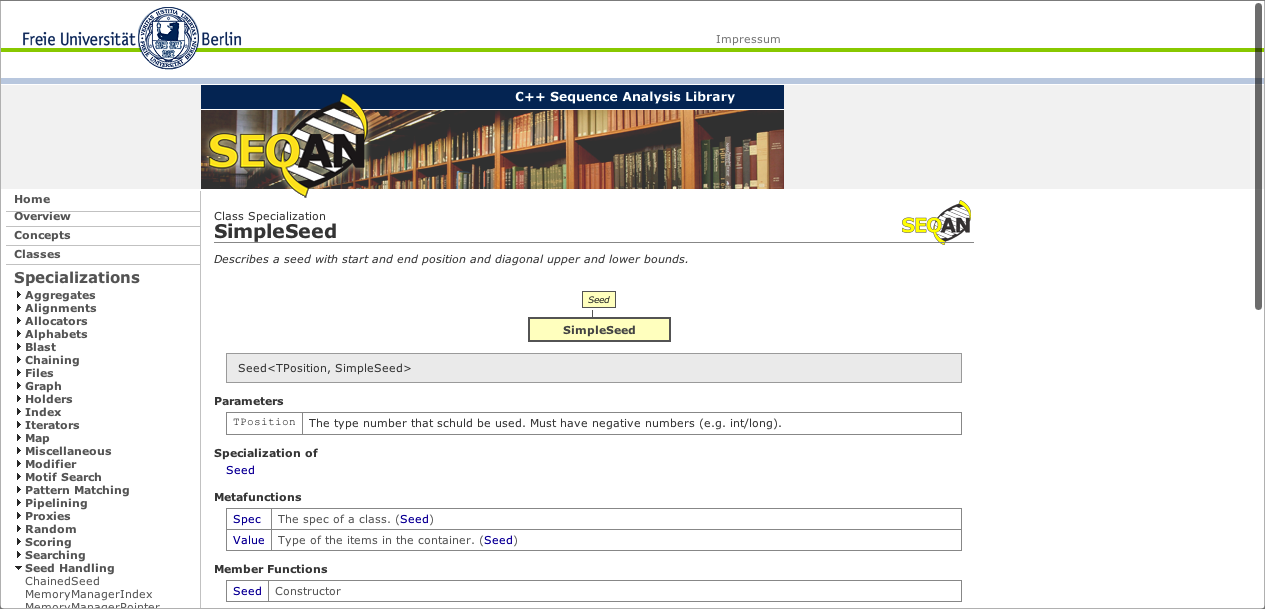 Freie Universität Berlin
Impressum
C++ Sequence Analysis Library
SEQAN
Home
Overview
Concepts
Classes
Specializations
Aggregates
Alignments
Allocators
Alphabets
Blast
Chaining
Files
Graph
Holders
Index
Iterators
Map
Miscellaneous
Modifier
Motif Search
Pattern Matching
Pipelining
Proxies
Random
Scoring
Searching
Seed Handling
ChainedSeed
MemoryManagerIndex
MemoryManagerPointer
Class Specialization
SimpleSeed
SEQAN
Describes a seed with start and end position and diagonal upper and lower bounds.
Seed
SimpleSeed
Seed<TPosition, SimpleSeed>
Parameters
TPosition The type number that schuld be used. Must have negative numbers (e.g. int/long).
Specialization of
Seed
Metafunctions
Spec The spec of a class. (Seed)
Value Type of the items in the container. (Seed)
Member Functions
Seed Constructor